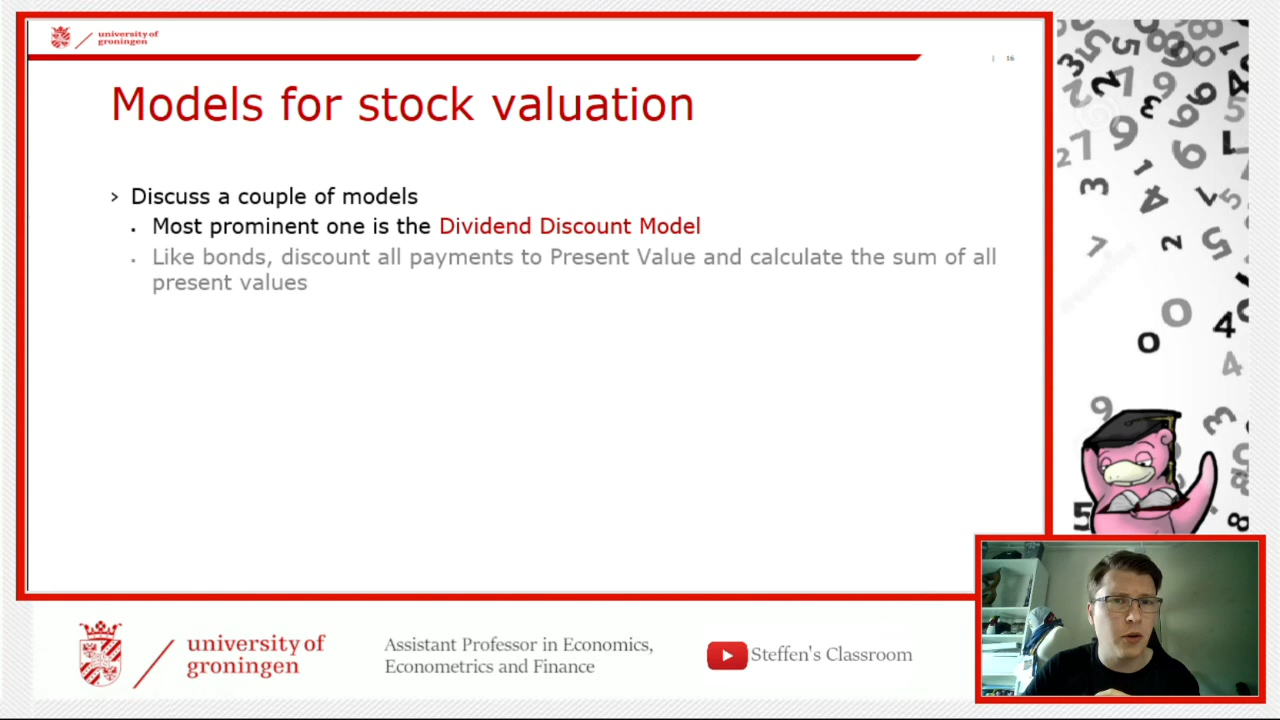 university of
groningen
| 16
Models for stock valuation
› Discuss a couple of models
▪ Most prominent one is the Dividend Discount Model
▪ Like bonds, discount all payments to Present Value and calculate the sum of all
present values
university of
groningen
Assistant Professor in Economics,
Econometrics and Finance
Steffen's Classroom